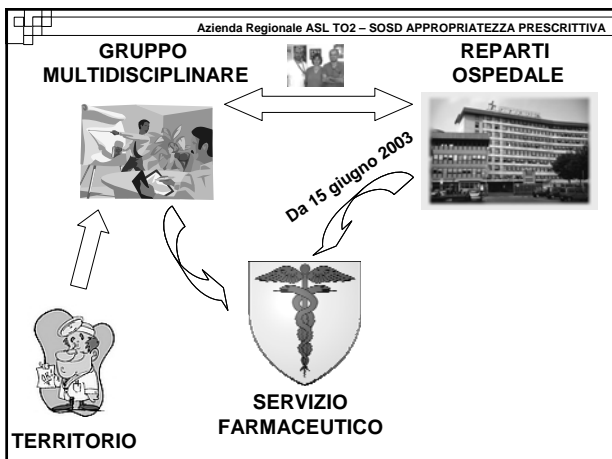 Azienda Regionale ASL TO2 – SOSD APPROPRIATEZZA PRESCRITTIVA
GRUPPO
MULTIDISCIPLINARE
REPARTI
OSPEDALE
Da 15 giugno 2003
SERVIZIO
FARMACEUTICO
TERRITORIO